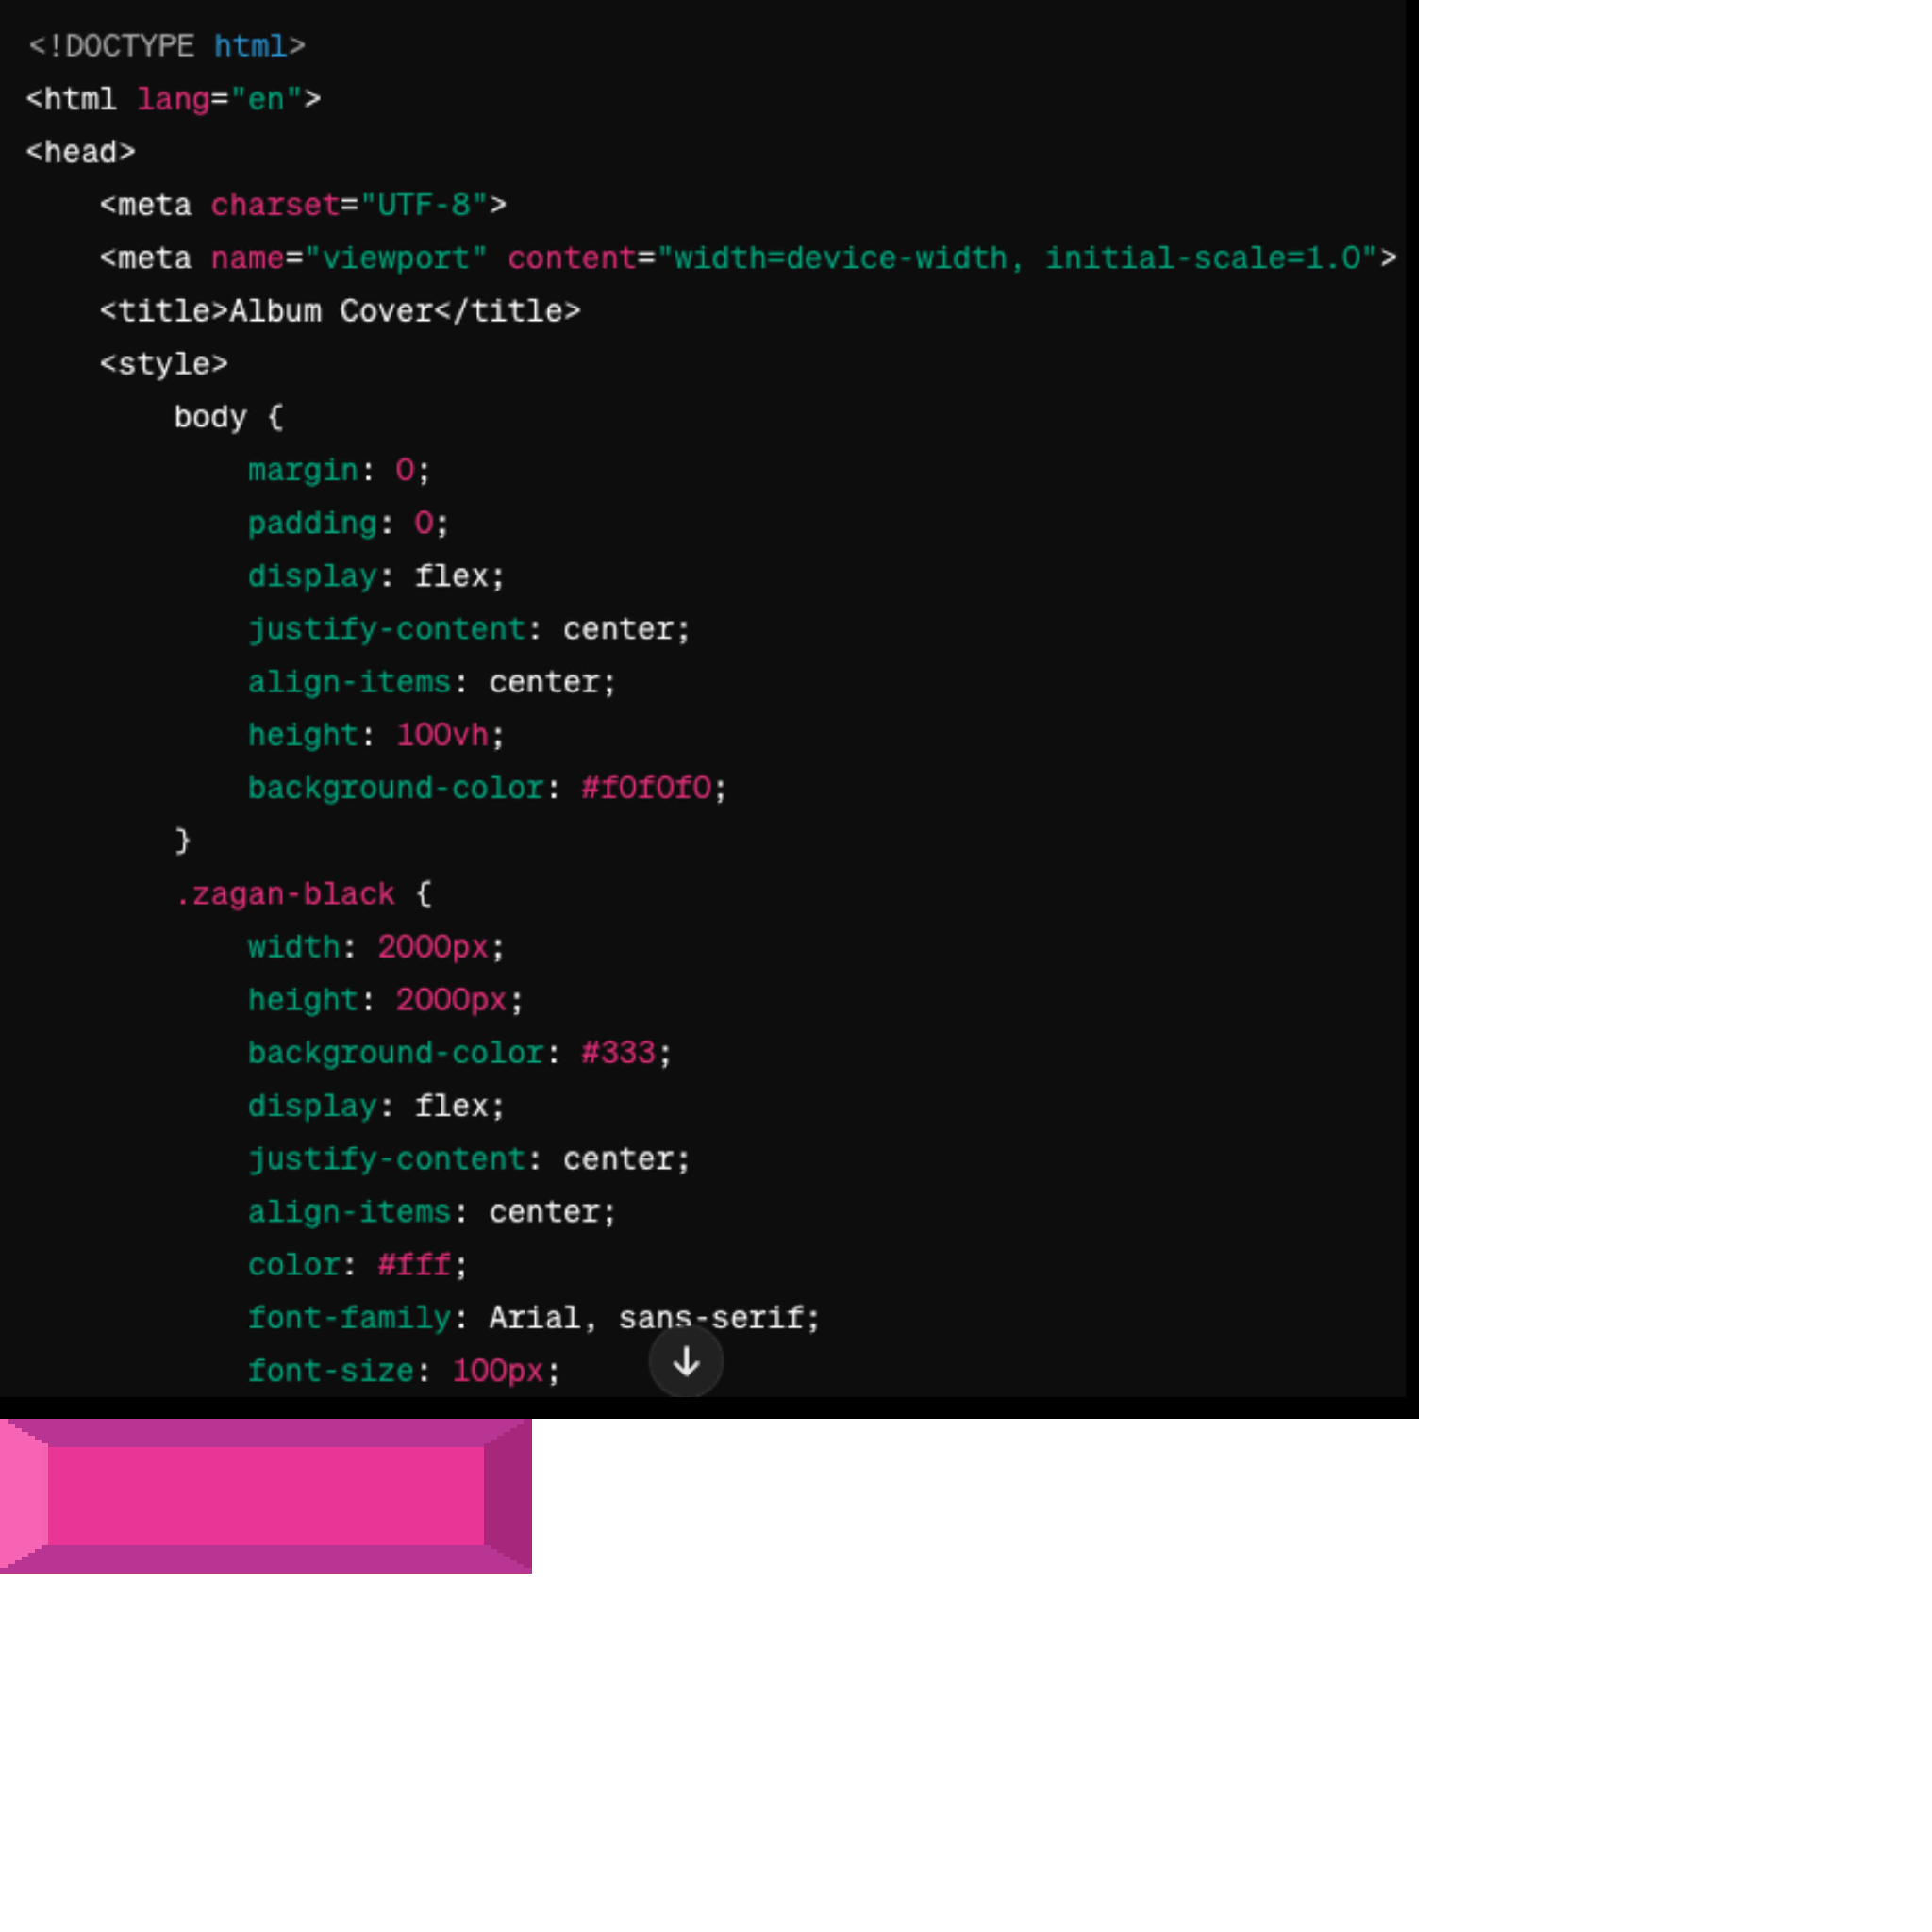 <!DOCTYPE html>
<html lang="en">
<head>
<meta charset="UTF-8">
<meta name="viewport" content="width=device-width, initial-scale=1.0">
<title>Album Cover</title>
<style>
body {
margin: 0;
padding: 0;
display: flex;
justify-content: center;
align-items: center;
height: 100vh;
background-color: #f0f0f0;
}
.zagan-black {
width: 2000px;
height: 2000px;
background-color: #333;
display: flex;
justify-content: center;
align-items: center;
color: #fff;
font-family: Arial, sans-serif;
font-size: 100px;